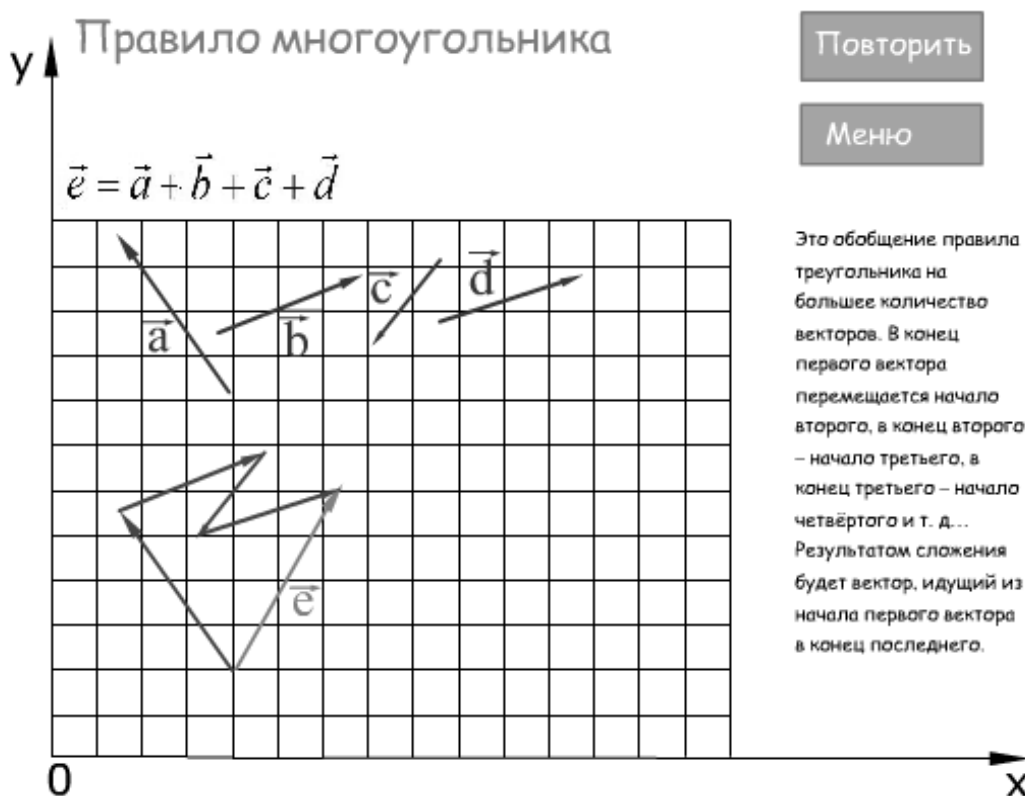 Правило многоугольника
Повторить
Меню
y
e = a + b + c + d
a
b
c
d
e
0
x
Это обобщение правила
треугольника на
большее количество
векторов. В конец
первого вектора
перемещается начало
второго, в конец второго
– начало третьего, в
конец третьего – начало
четвёртого и т. д...
Результатом сложения
будет вектор, идущий из
начала первого вектора
в конец последнего.